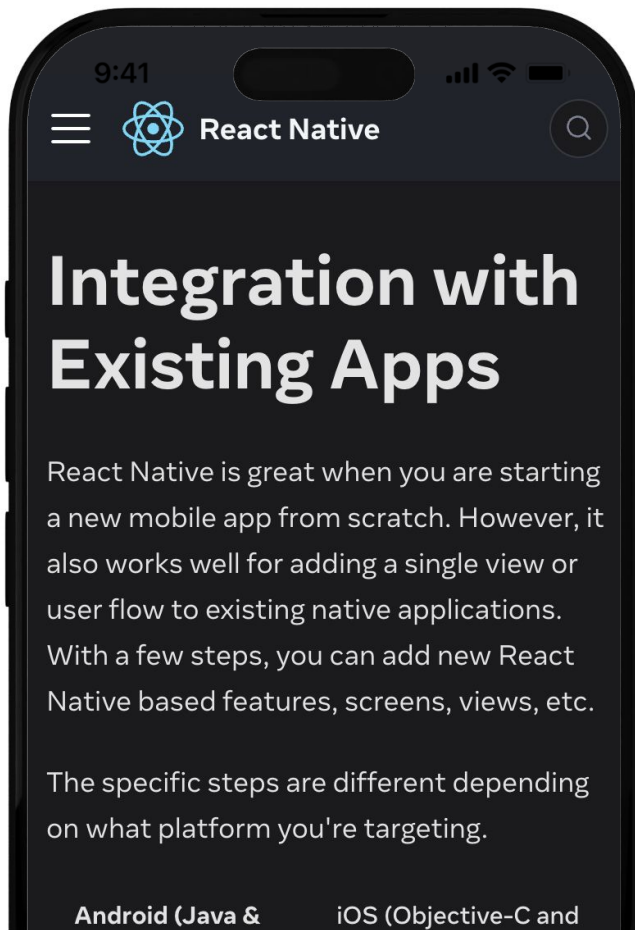 9:41
React Native
Integration with
Existing Apps
React Native is great when you are starting
a new mobile app from scratch. However, it
also works well for adding a single view or
user flow to existing native applications.
With a few steps, you can add new React
Native based features, screens, views, etc.
The specific steps are different depending
on what platform you're targeting.
Android (Java &
iOS (Objective-C and